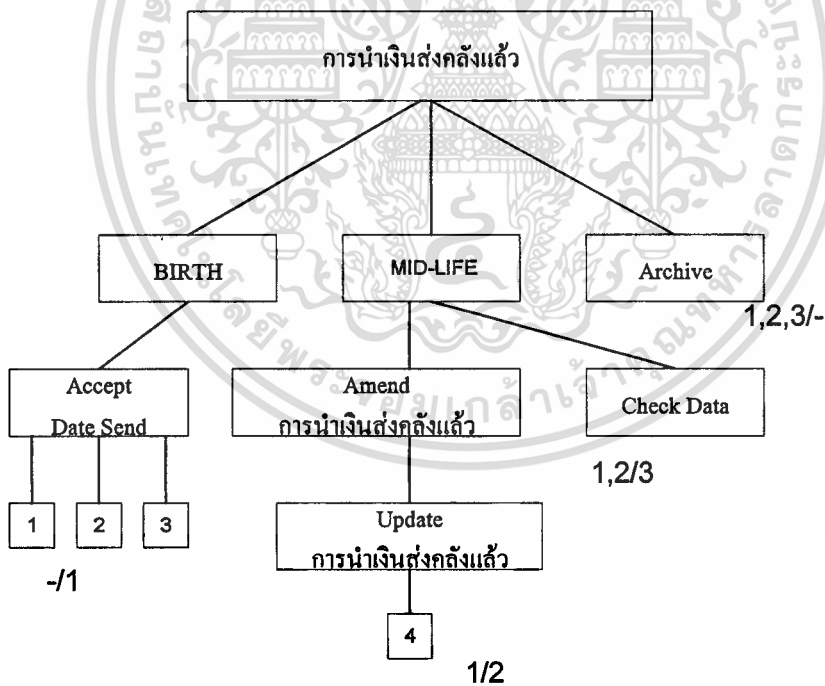 การนำเงินส่งคลังแล้ว
BIRTH
MID-LIFE
Archive
1,2,3/-
Accept
Date Send
Amend
การนำเงินส่งคลังแล้ว
Check Data
1,2/3
1
2
3
-/1
Update
การนำเงินส่งคลังแล้ว
4
1/2